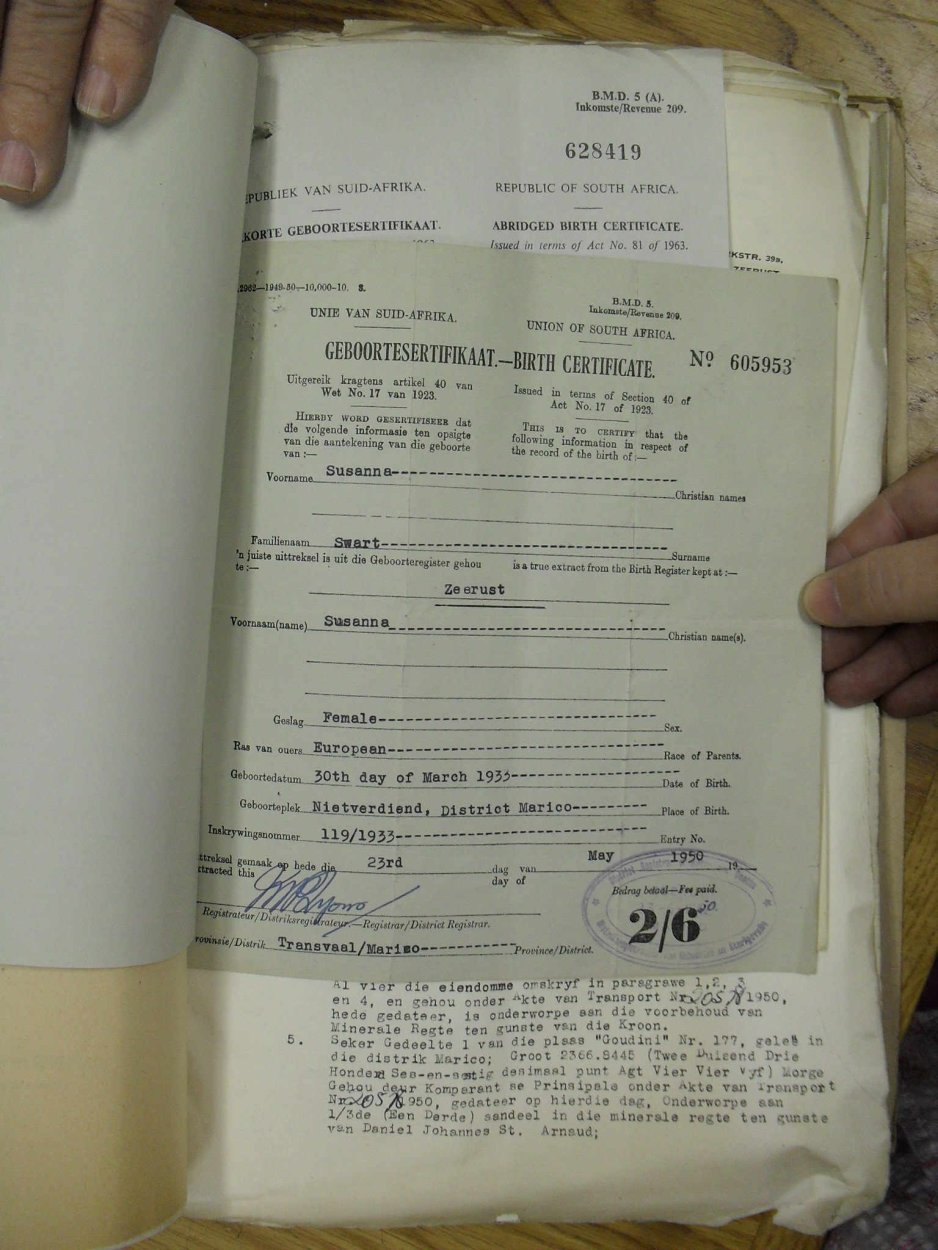 B.M.D. 5 (A).
Inkomste/Revenue 209.
628419
EPUBLIEK VAN SUID-AFRIKA.
REPUBLIC OF SOUTH AFRICA.
KORTE GEBOORTESERTIFIKAAT.
ABRIDGED BIRTH CERTIFICATE.
Issued in terms of Act No. 81 of 1963.
KSTR. 39a,
ZEERUST
2962—1949-50—10,000-10. S.
B.M.D. 5.
Inkomste/Revenue 209.
UNIE VAN SUID-AFRIKA.
UNION OF SOUTH AFRICA.
GEBOORTESERTIFIKAAT.—BIRTH CERTIFICATE.
No 605953
Uitgereik kragtens artikel 40 van
Wet No. 17 van 1923.
Issued in terms of Section 40 of
Act No. 17 of 1923.
HIERBY WORD GESERTIFISEER dat
die volgende informasie ten opsigte
van die aantekening van die geboorte
van :—
THIS IS TO CERTIFY that the
following information in respect of
the record of the birth of:—
Voorname Susanna Christian names
Familienaam Swart Surname
'n juiste uittreksel is uit die Geboorteregister gehou
te :—
is a true extract from the Birth Register kept at :—
Zeerust
Voornaam(name) Susanna Christian name(s).
Geslag Female Sex.
Ras van ouers European Race of Parents.
Geboortedatum 30th day of March 1933 Date of Birth.
Geboorteplek Nietverdiend, District Marico Place of Birth.
Inskrywingsnommer 119/1933 Entry No.
ttreksel gemaak op hede die 23rd dag van May 1950 19
tracted this day of
Bedrag betaal—Fee paid.
2/6
Registrateur/Distriksregistrateur.—Registrar/District Registrar.
rovinsie/Distrik Transvaal/Marico Province/District.
Al vier die eiendomme omskryf in paragrawe 1, 2, 3
en 4, en gehou onder Akte van Transport Nr. 1950,
hede gedateer, is onderworpe aan die voorbehoud van
Minerale Regte ten gunste van die Kroon.
5. Seker Gedeelte 1 van die plaas "Goudini" Nr. 177, geleë in
die distrik Marico; Groot 2366.8445 (Twee Duisend Drie
Honderd Ses-en-sestig desimaal punt Agt Vier Vier Vyf) Morge
Gehou deur Komparant se Prinsipale onder Akte van Transport
Nr. 1950, gedateer op hierdie dag, Onderworpe aan
1/3de (Een Derde) aandeel in die minerale regte ten gunste
van Daniel Johannes St. Arnaud;